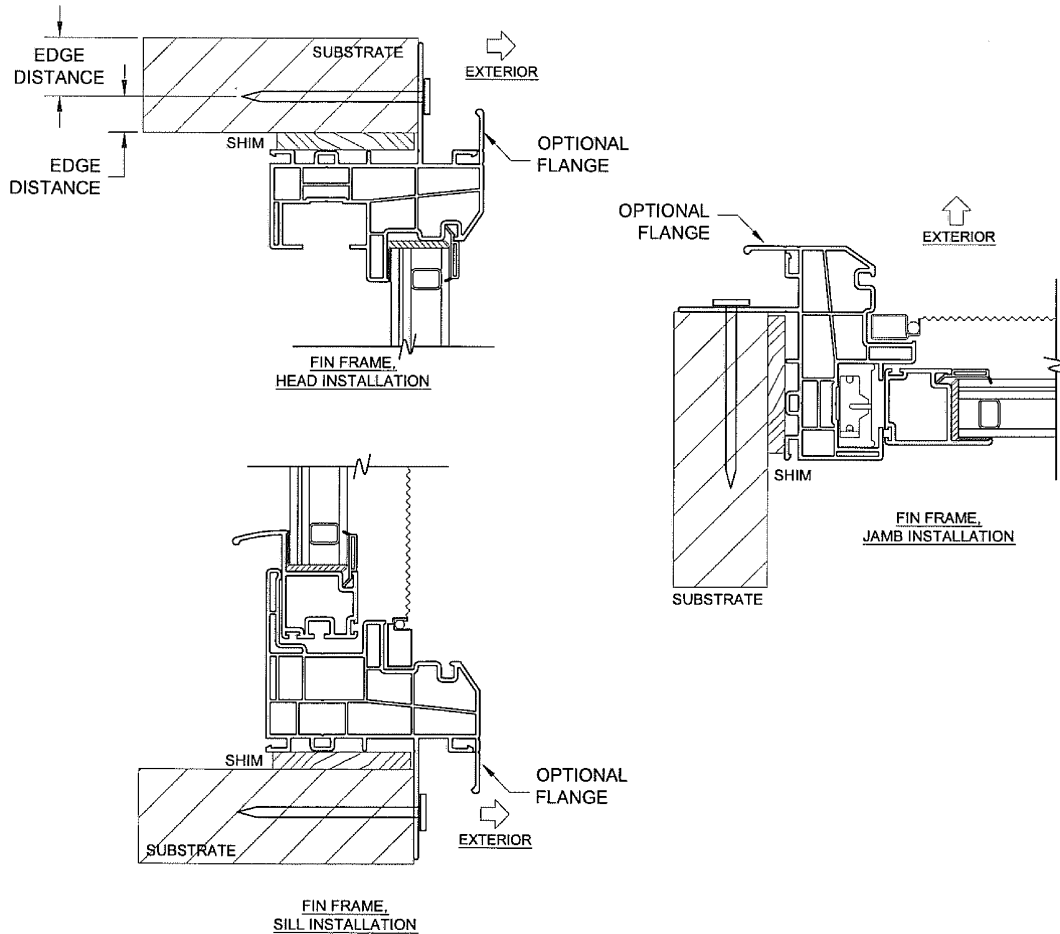 EDGE
DISTANCE
SUBSTRATE
EXTERIOR
SHIM
OPTIONAL
FLANGE
EDGE
DISTANCE
FIN FRAME,
HEAD INSTALLATION
OPTIONAL
FLANGE
EXTERIOR
SHIM
FIN FRAME,
JAMB INSTALLATION
SUBSTRATE
SHIM
OPTIONAL
FLANGE
EXTERIOR
SUBSTRATE
FIN FRAME,
SILL INSTALLATION